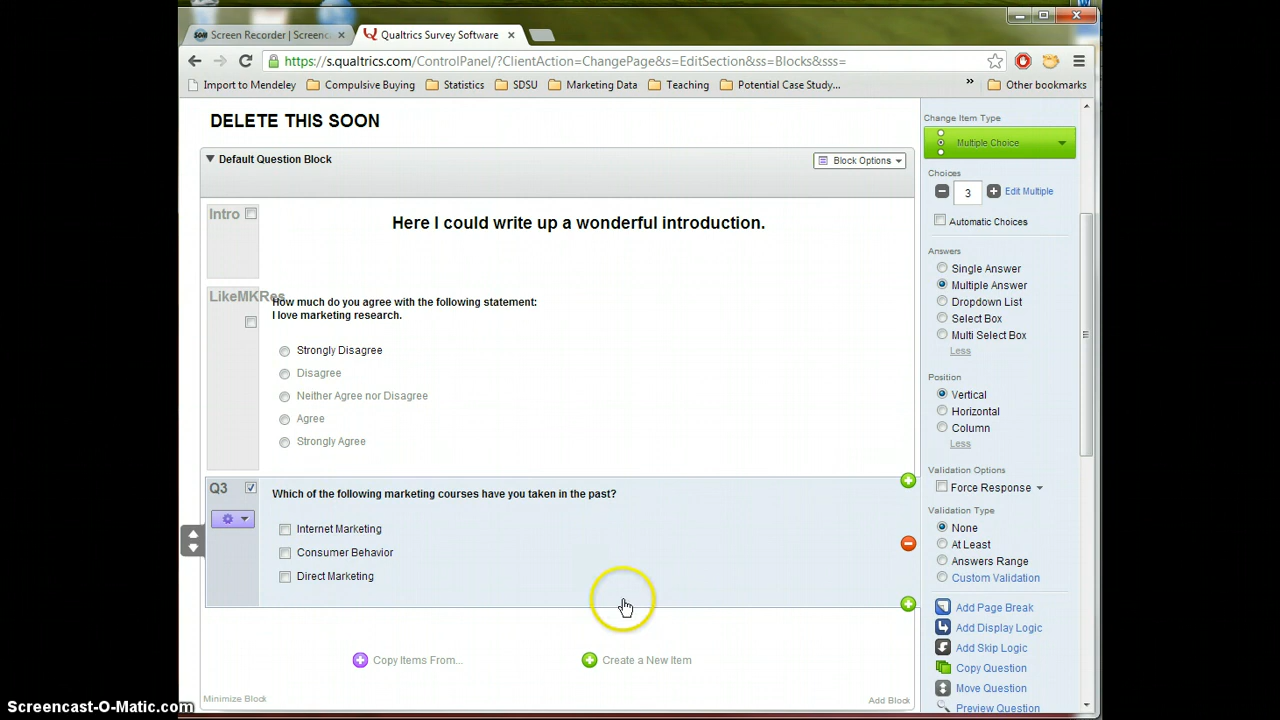 Screen Recorder | Screenc
Qualtrics Survey Software
https://s.qualtrics.com/ControlPanel/?ClientAction=ChangePage&s=EditSection&ss=Blocks&sss=
Import to Mendeley
Compulsive Buying
Statistics
SDSU
Marketing Data
Teaching
Potential Case Study...
»
Other bookmarks
DELETE THIS SOON
Default Question Block
Block Options
Intro
Here I could write up a wonderful introduction.
LikeMKRes
How much do you agree with the following statement:
I love marketing research.
Strongly Disagree
Disagree
Neither Agree nor Disagree
Agree
Strongly Agree
Q3
Which of the following marketing courses have you taken in the past?
Internet Marketing
Consumer Behavior
Direct Marketing
Copy Items From...
Create a New Item
Minimize Block
Add Block
Change Item Type
Multiple Choice
Choices
3
Edit Multiple
Automatic Choices
Answers
Single Answer
Multiple Answer
Dropdown List
Select Box
Multi Select Box
Less
Position
Vertical
Horizontal
Column
Less
Validation Options
Force Response
Validation Type
None
At Least
Answers Range
Custom Validation
Add Page Break
Add Display Logic
Add Skip Logic
Copy Question
Move Question
Preview Question
Screencast-O-Matic.com